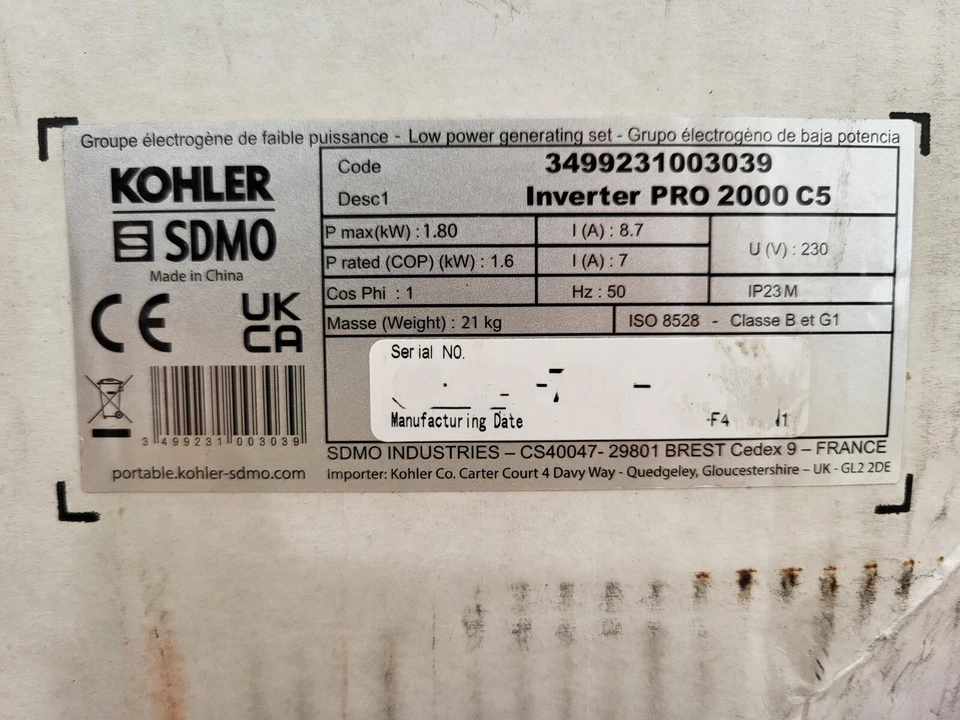 Groupe électrogène de faible puissance - Low power generating set - Grupo électrogèno de baja potencia
KOHLER
SDMO
Made in China
CE
UK
CA
3 499231 003039
portable.kohler-sdmo.com
Code 3499231003039
Desc1 Inverter PRO 2000 C5
P max(kW) : 1.80 I (A) : 8.7 U (V) : 230
P rated (COP) (kW) : 1.6 I (A) : 7
Cos Phi : 1 Hz : 50 IP23M
Masse (Weight) : 21 kg ISO 8528 - Classe B et G1
Serial NO.
Manufacturing Date
SDMO INDUSTRIES – CS40047- 29801 BREST Cedex 9 – FRANCE
Importer: Kohler Co. Carter Court 4 Davy Way - Quedgeley, Gloucestershire – UK - GL2 2DE